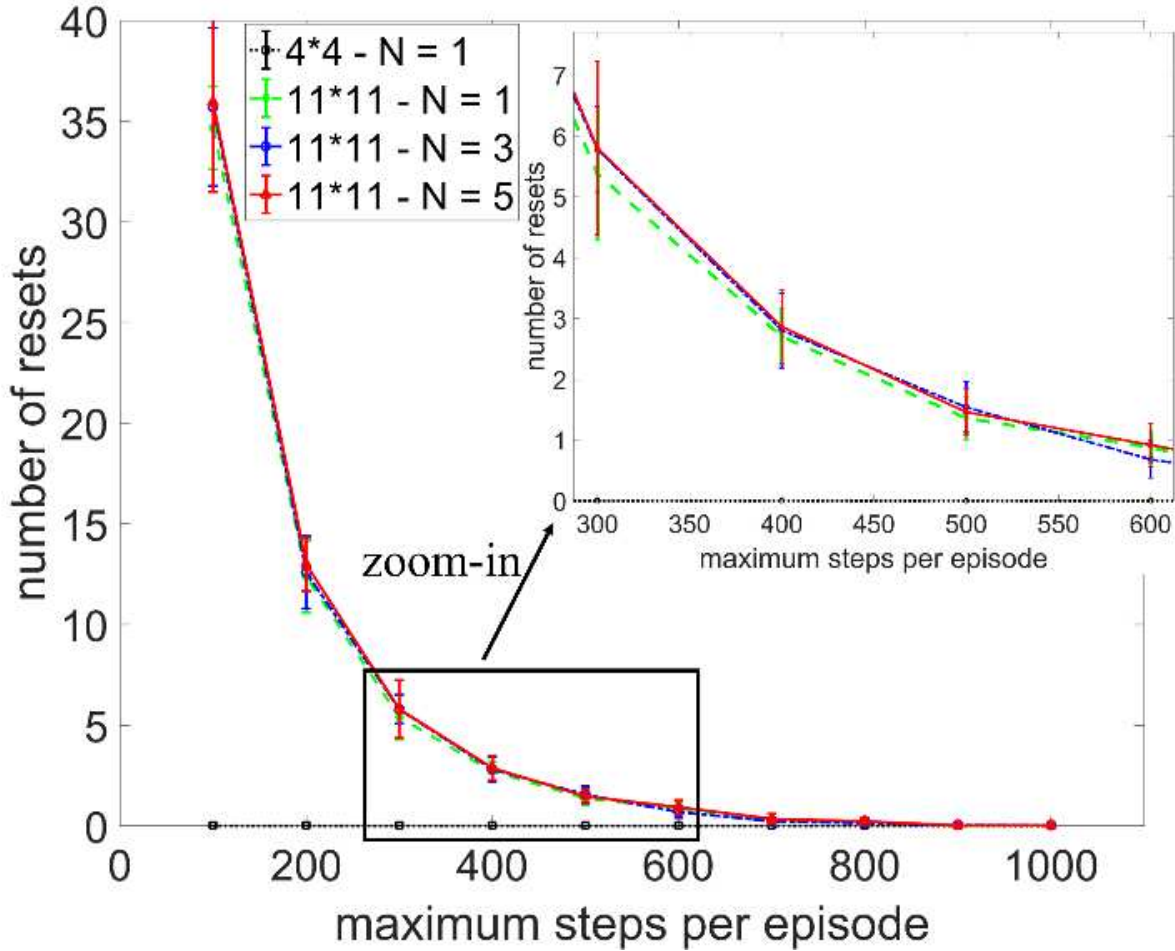 40
35
30
25
20
15
10
5
0
number of resets
4*4 - N = 1
11*11 - N = 1
11*11 - N = 3
11*11 - N = 5
7
6
5
4
3
2
1
0
number of resets
300 350 400 450 500 550 600
maximum steps per episode
zoom-in
0 200 400 600 800 1000
maximum steps per episode